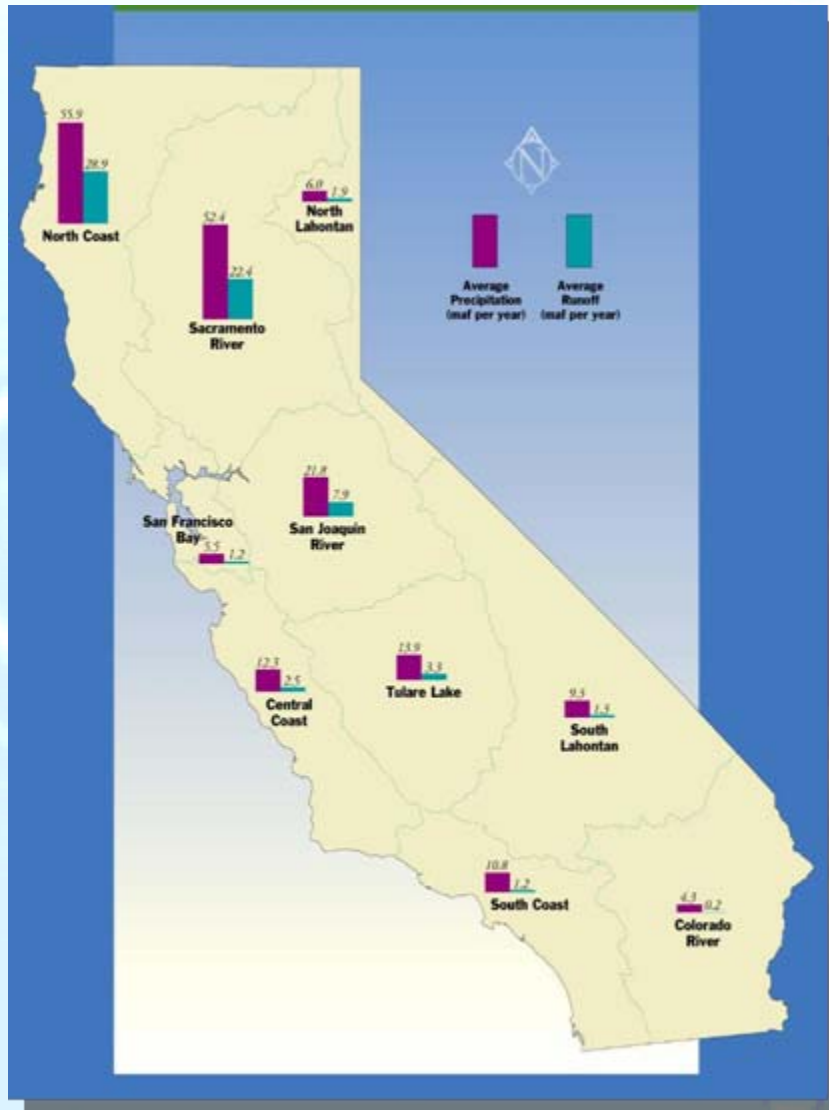 55.9
28.9
North Coast
6.0
1.9
North
Lahontan
52.4
22.4
Sacramento
River
N
Average
Precipitation
(maf per year)
Average
Runoff
(maf per year)
21.8
7.9
San Joaquin
River
San Francisco
Bay
5.5
1.2
12.3
2.5
Central
Coast
13.9
3.3
Tulare Lake
9.3
1.3
South
Lahontan
10.8
1.2
South Coast
4.3
0.2
Colorado
River